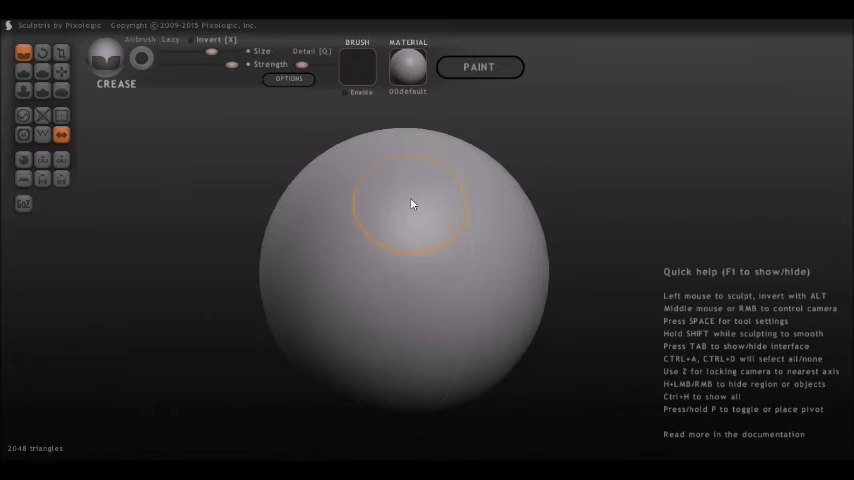 Sculptris by Pixologic Copyright © 2009-2015 Pixologic, Inc.
Airbrush Lazy Invert [X]
Size Detail [Q]
Strength
OPTIONS
CREASE
BRUSH
Enable
MATERIAL
00default
PAINT
GoZ
Quick help (F1 to show/hide)
Left mouse to sculpt, invert with ALT
Middle mouse or RMB to control camera
Press SPACE for tool settings
Hold SHIFT while sculpting to smooth
Press TAB to show/hide interface
CTRL+A, CTRL+D will select all/none
Use Z for locking camera to nearest axis
H+LMB/RMB to hide region or objects
Ctrl+H to show all
Press/hold P to toggle or place pivot
Read more in the documentation
2048 triangles